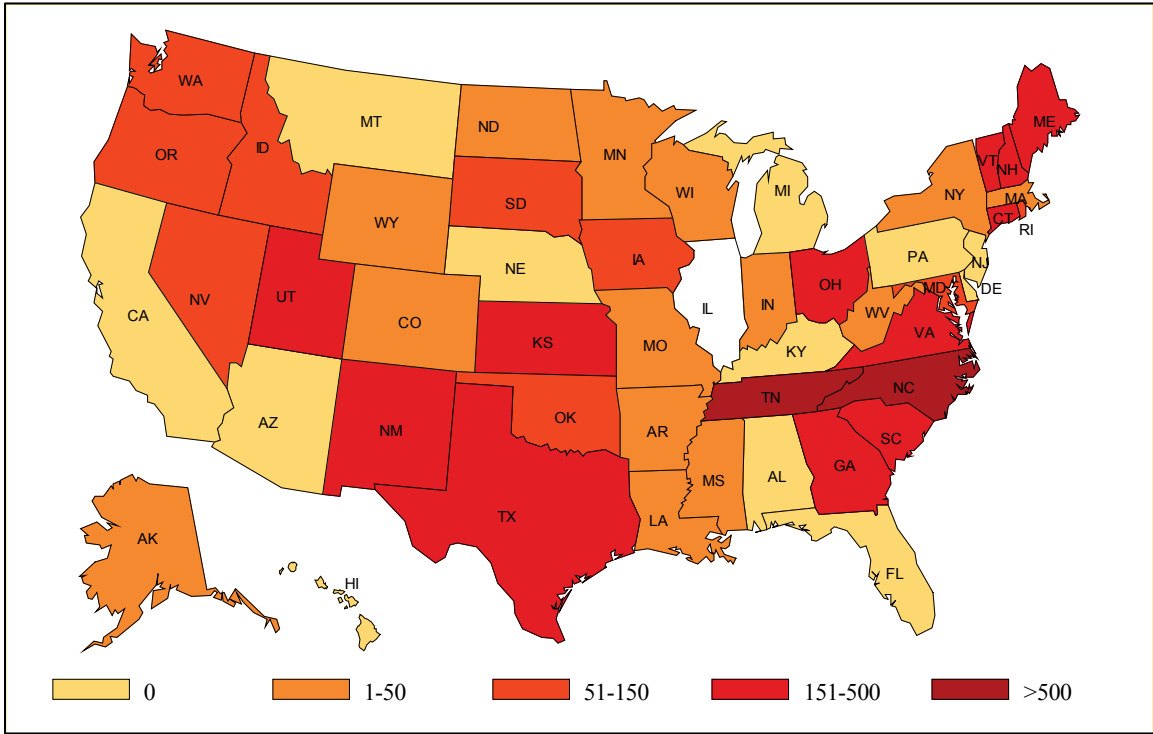 WA
ME
MT
ND
VT
OR
ID
MN
NH
WI
MI
NY
MA
SD
WY
CT
RI
PA
IA
NE
NJ
OH
DE
MD
NV
UT
IN
IL
WV
CA
CO
VA
KS
MO
KY
NC
TN
AZ
OK
NM
AR
SC
GA
MS
AL
TX
LA
AK
FL
HI
0
1-50
51-150
151-500
>500